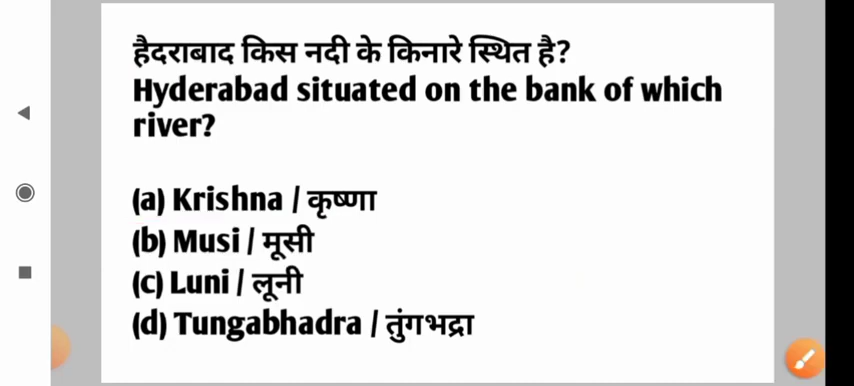 हैदराबाद किस नदी के किनारे स्थित है?
Hyderabad situated on the bank of which
river?
(a) Krishna / कृष्णा
(b) Musi / मूसी
(c) Luni / लूनी
(d) Tungabhadra / तुंगभद्रा